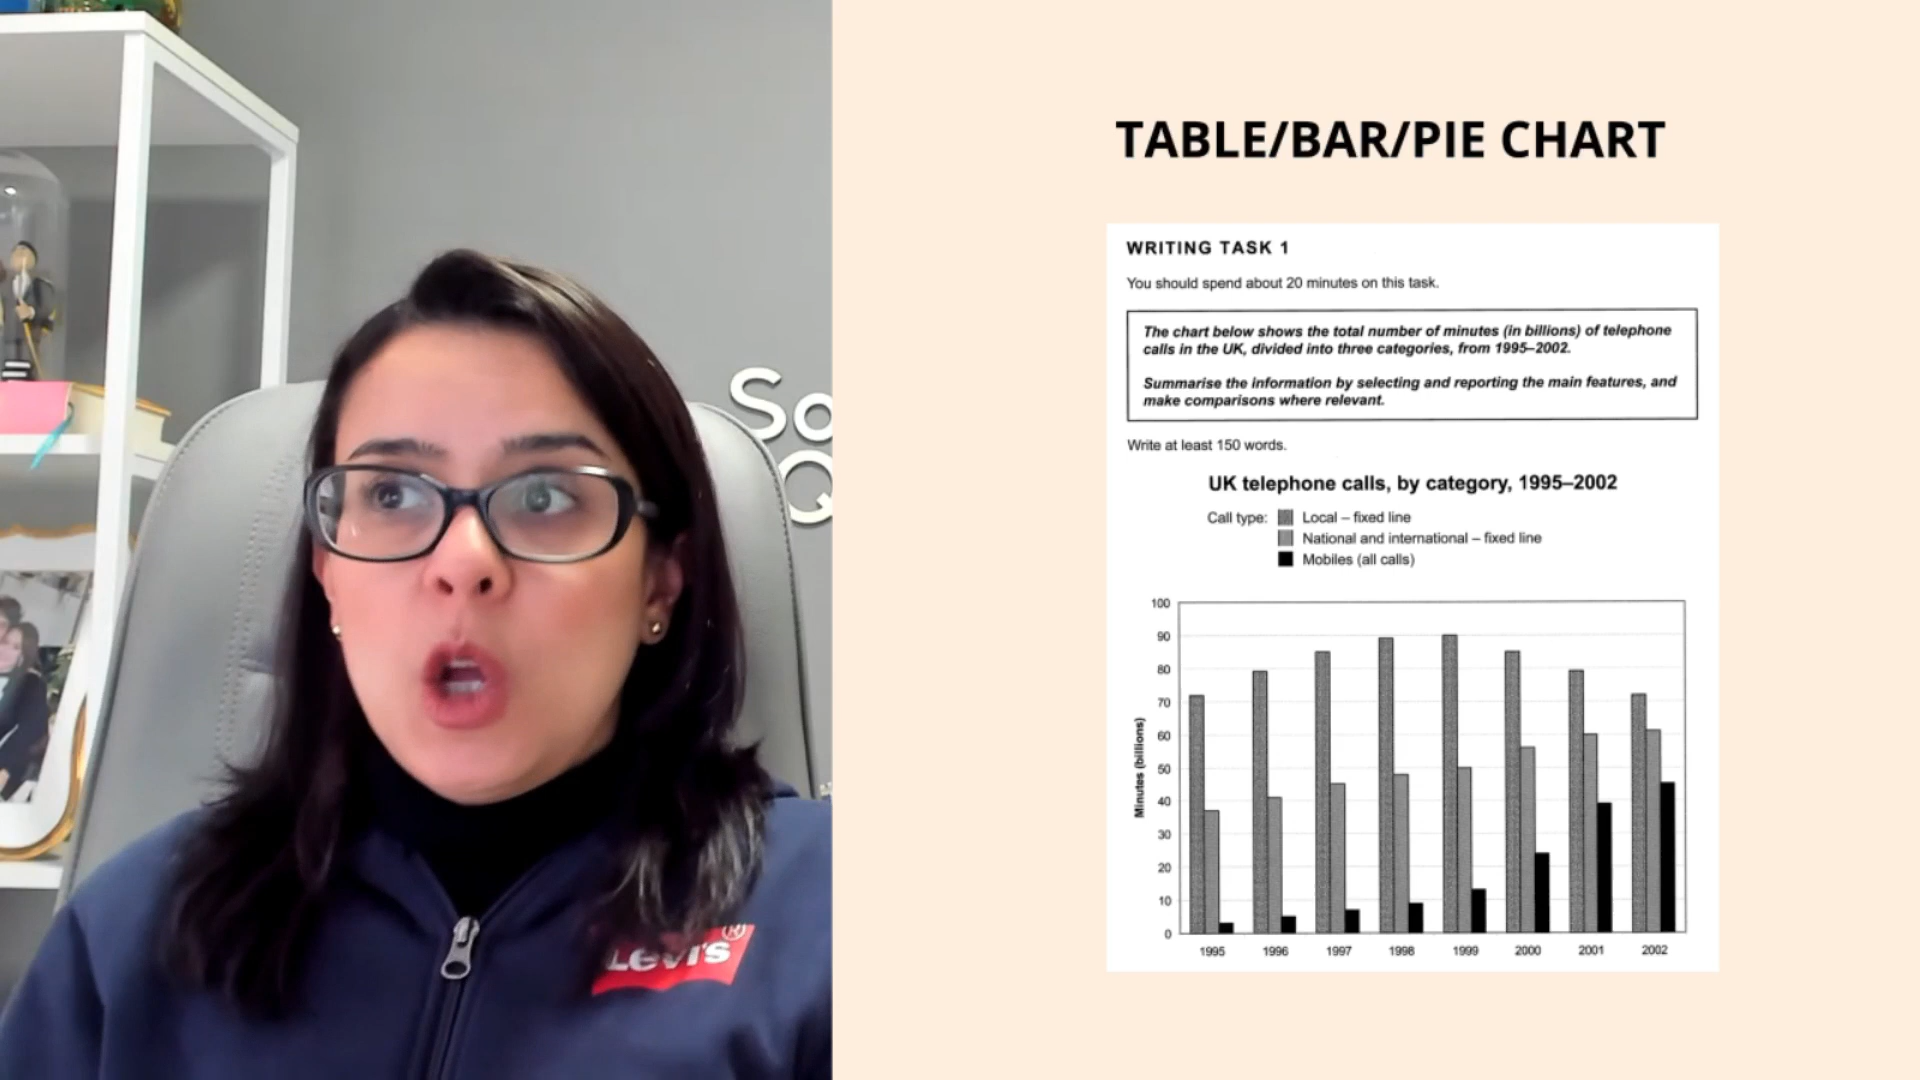 So
Q
Levi's®
TABLE/BAR/PIE CHART
WRITING TASK 1
You should spend about 20 minutes on this task.
The chart below shows the total number of minutes (in billions) of telephone
calls in the UK, divided into three categories, from 1995–2002.
Summarise the information by selecting and reporting the main features, and
make comparisons where relevant.
Write at least 150 words.
UK telephone calls, by category, 1995–2002
Call type:
Local – fixed line
National and international – fixed line
Mobiles (all calls)
Minutes (billions)
100
90
80
70
60
50
40
30
20
10
0
1995 1996 1997 1998 1999 2000 2001 2002